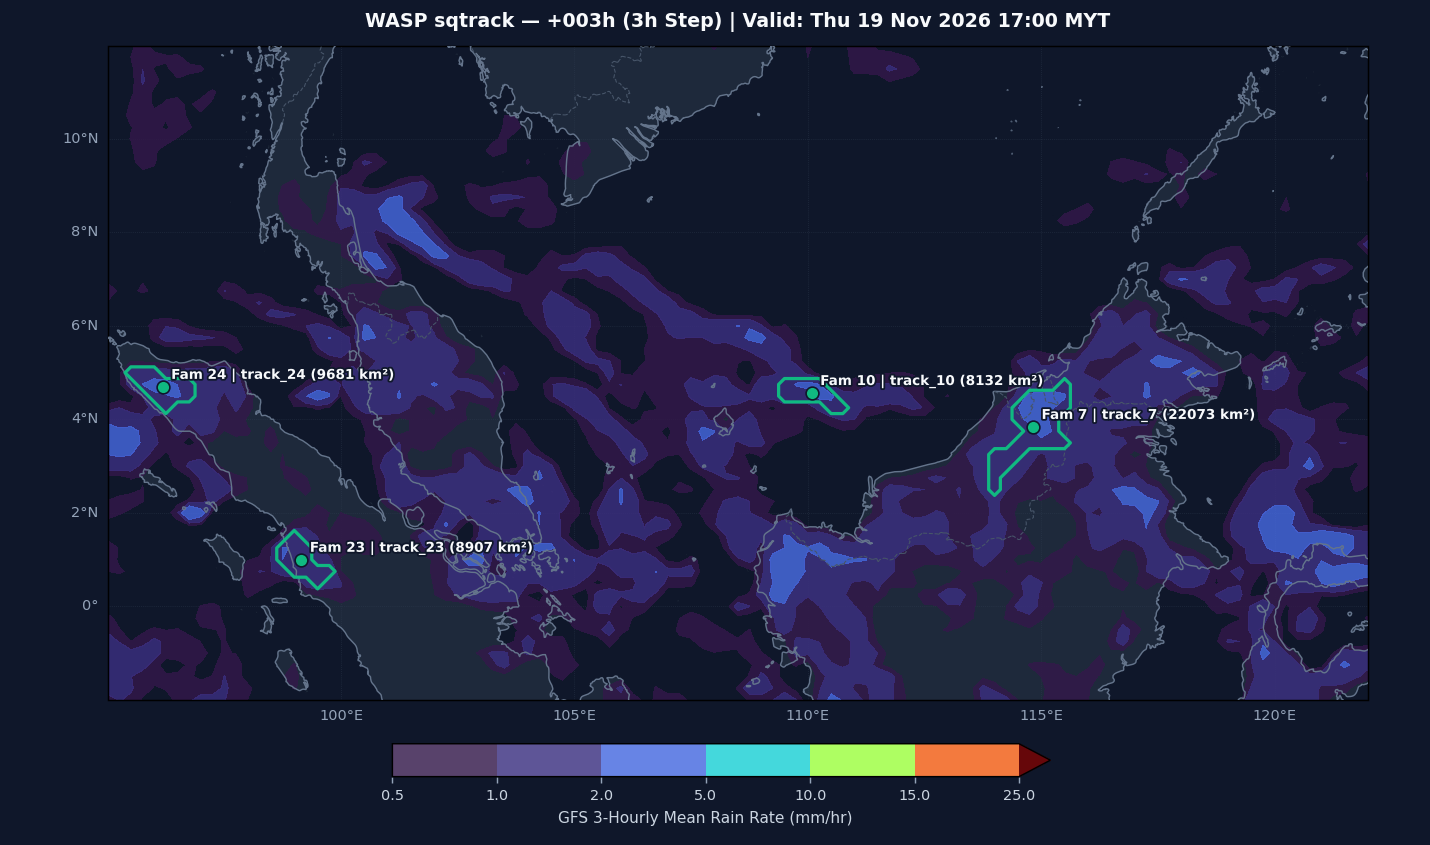 WASP sqtrack — +003h (3h Step) | Valid: Thu 19 Nov 2026 17:00 MYT
10°N
8°N
6°N
Fam 24 | track_24 (9681 km²)
Fam 10 | track_10 (8132 km²)
4°N
Fam 7 | track_7 (22073 km²)
2°N
Fam 23 | track_23 (8907 km²)
0°
100°E 105°E 110°E 115°E 120°E
0.5 1.0 2.0 5.0 10.0 15.0 25.0
GFS 3-Hourly Mean Rain Rate (mm/hr)